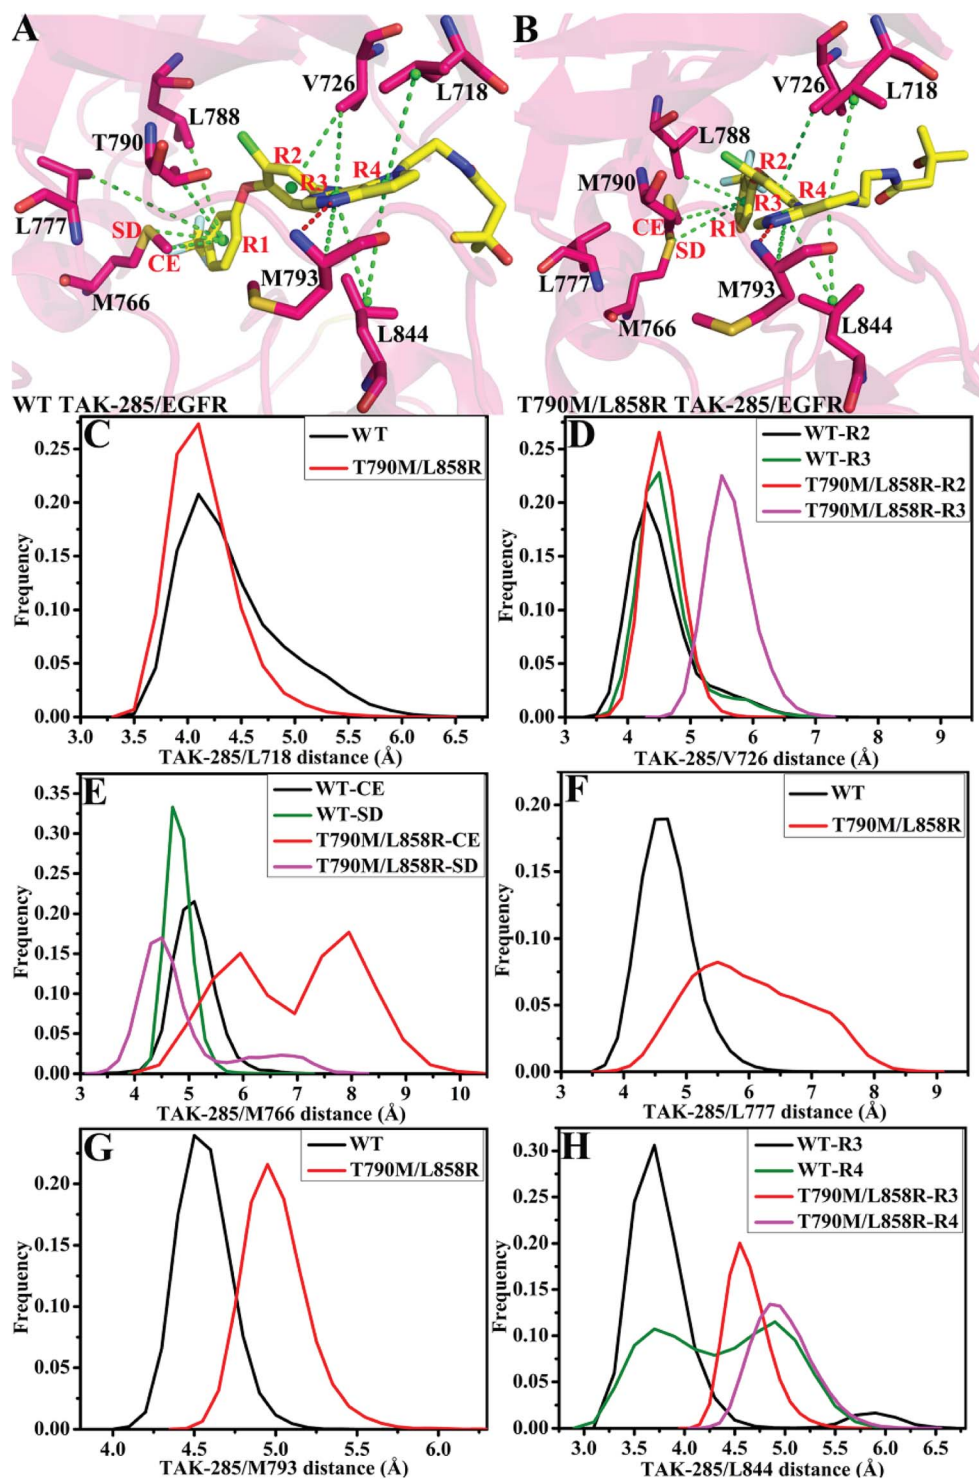 A
V726
L718
L788
T790
R2
R4
R3
L777
SD
CE
R1
M766
M793
L844
WT TAK-285/EGFR
B
V726
L718
L788
M790
R2
R4
R3
CE
SD
R1
L777
M766
M793
L844
T790M/L858R TAK-285/EGFR
C
WT
T790M/L858R
0.25
0.20
0.15
0.10
0.05
0.00
Frequency
3.0 3.5 4.0 4.5 5.0 5.5 6.0 6.5
TAK-285/L718 distance (Å)
D
WT-R2
WT-R3
T790M/L858R-R2
T790M/L858R-R3
0.25
0.20
0.15
0.10
0.05
0.00
Frequency
3 4 5 6 7 8 9
TAK-285/V726 distance (Å)
E
WT-CE
WT-SD
T790M/L858R-CE
T790M/L858R-SD
0.35
0.30
0.25
0.20
0.15
0.10
0.05
0.00
Frequency
3 4 5 6 7 8 9 10
TAK-285/M766 distance (Å)
F
WT
T790M/L858R
0.20
0.15
0.10
0.05
0.00
Frequency
3 4 5 6 7 8 9
TAK-285/L777 distance (Å)
G
WT
T790M/L858R
0.20
0.15
0.10
0.05
0.00
Frequency
4.0 4.5 5.0 5.5 6.0
TAK-285/M793 distance (Å)
H
WT-R3
WT-R4
T790M/L858R-R3
T790M/L858R-R4
0.30
0.25
0.20
0.15
0.10
0.05
0.00
Frequency
3.0 3.5 4.0 4.5 5.0 5.5 6.0 6.5
TAK-285/L844 distance (Å)